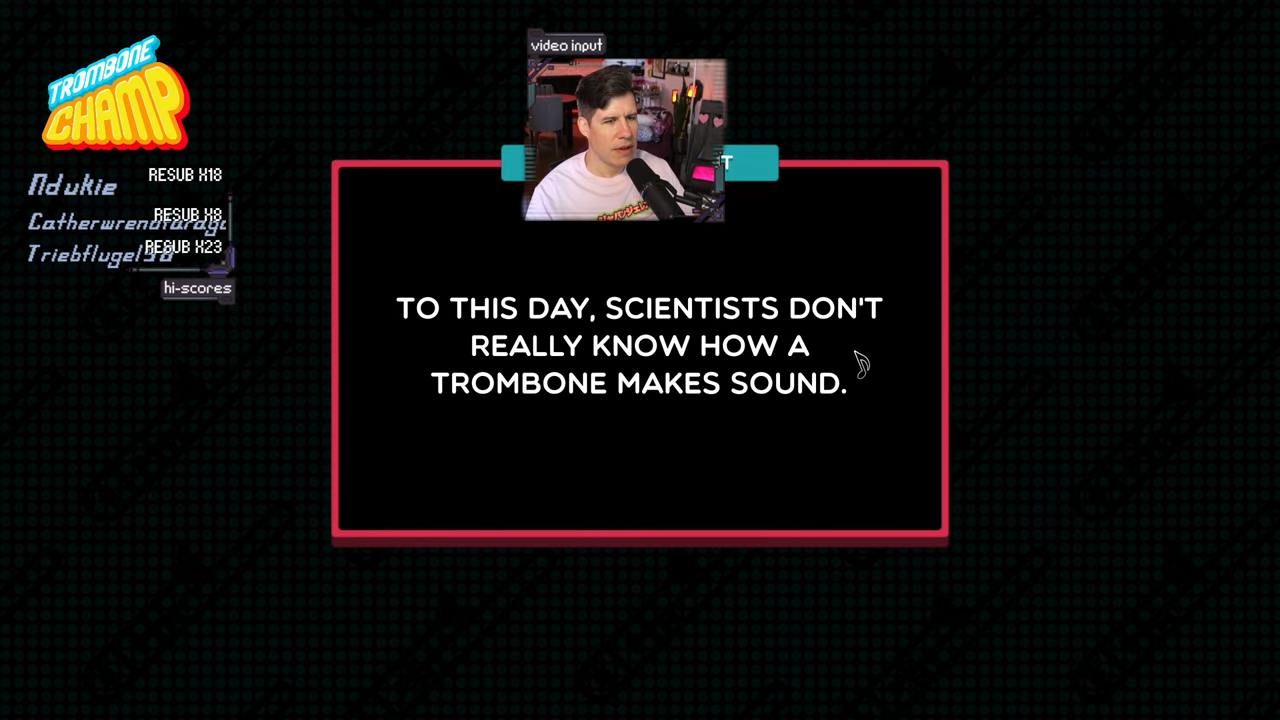 video input
TROMBONE
CHAMP
T
RESUB X18
Ndukie
RESUB X8
RESUB X23
hi-scores
TO THIS DAY, SCIENTISTS DON'T
REALLY KNOW HOW A
TROMBONE MAKES SOUND.